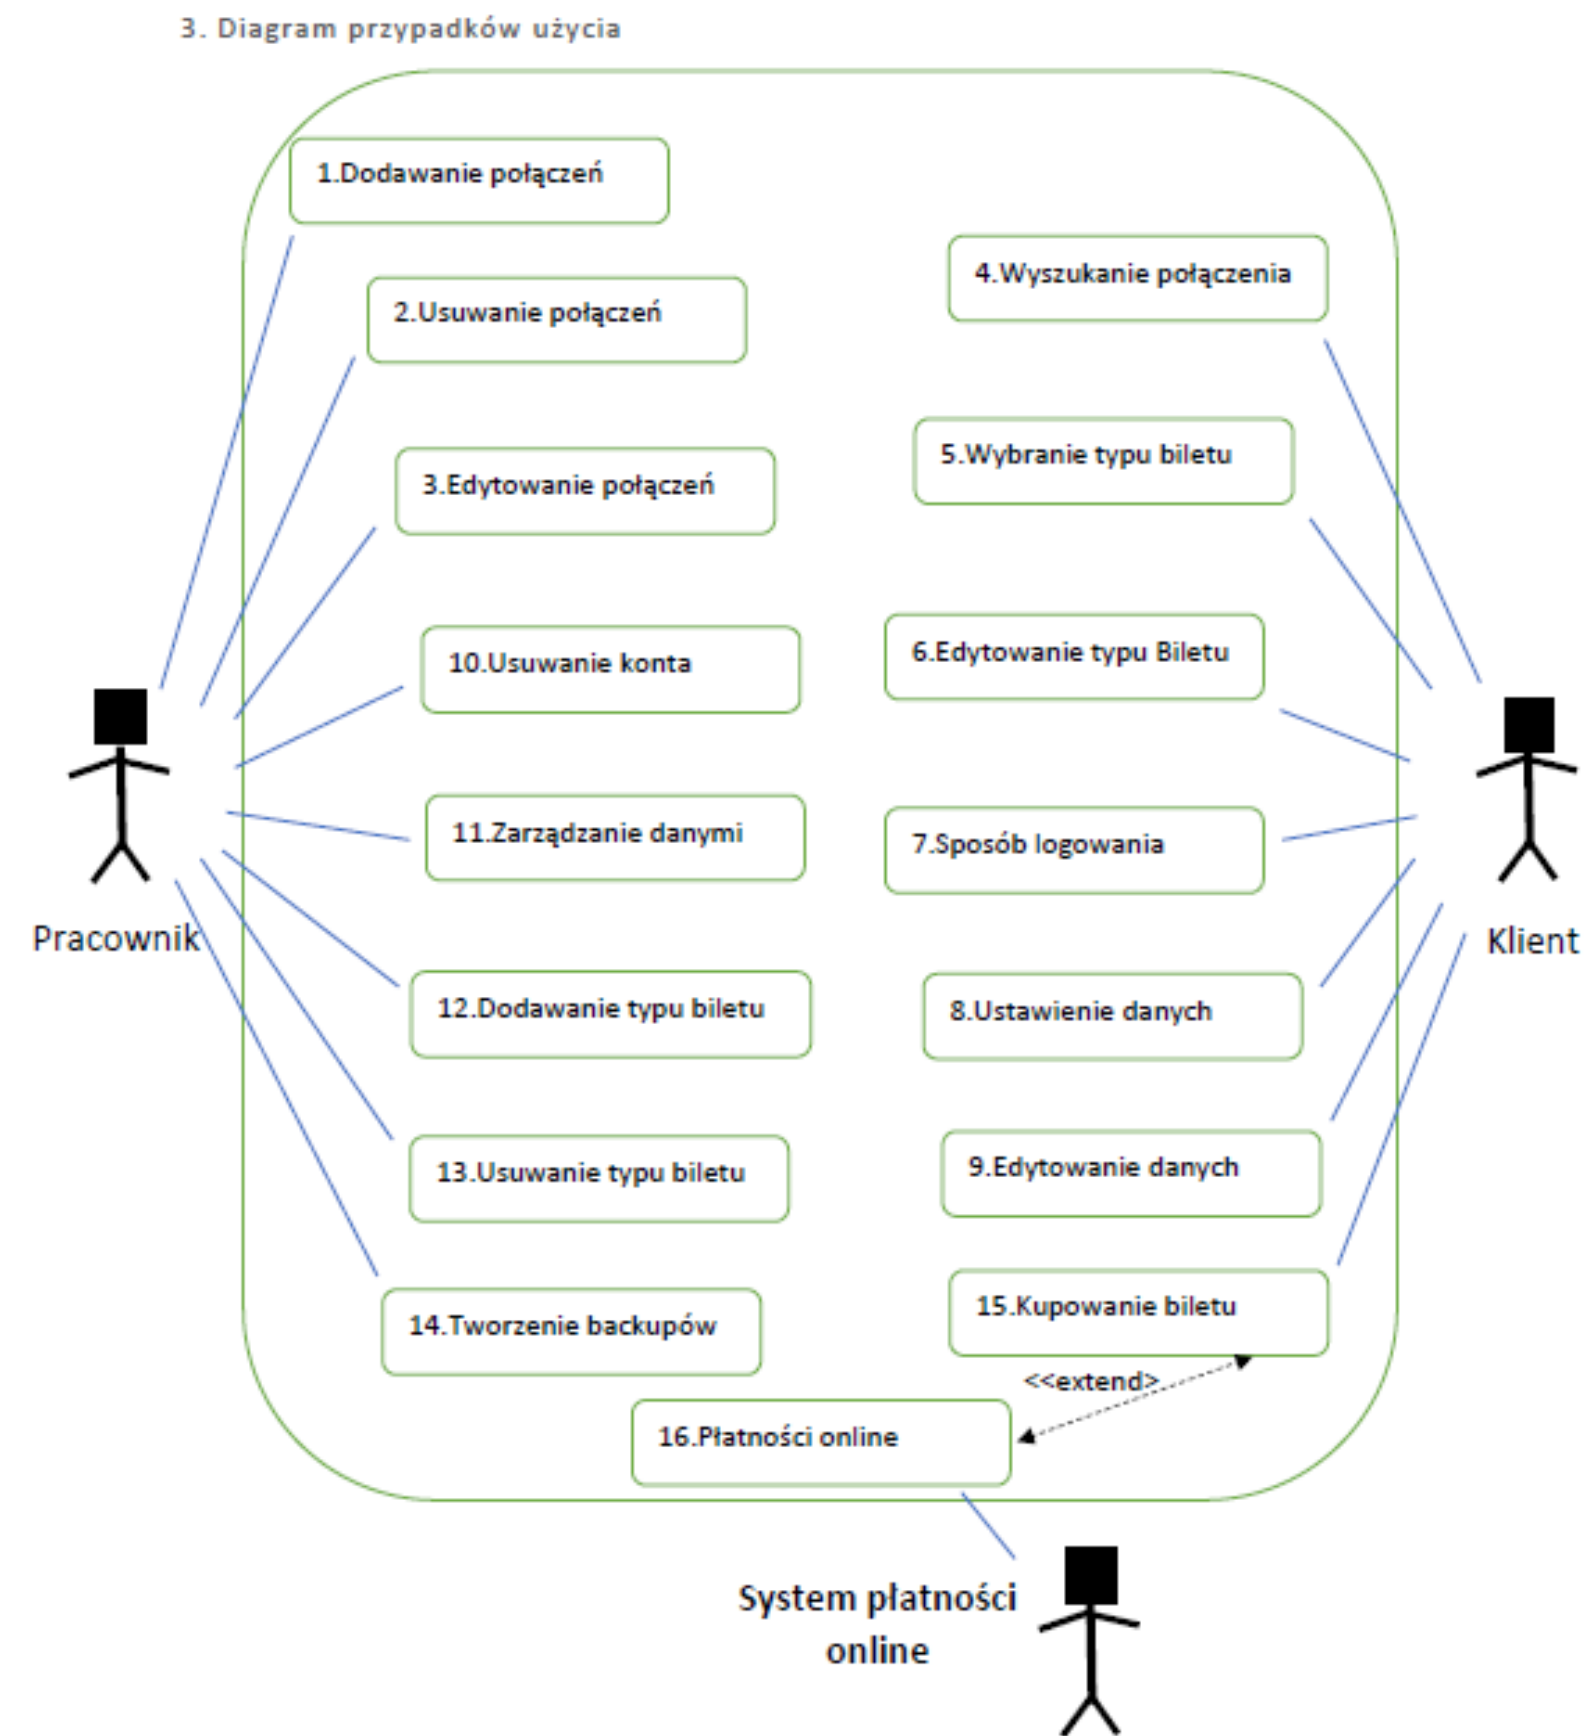 3. Diagram przypadków użycia
1.Dodawanie połączeń
2.Usuwanie połączeń
3.Edytowanie połączeń
10.Usuwanie konta
11.Zarządzanie danymi
12.Dodawanie typu biletu
13.Usuwanie typu biletu
14.Tworzenie backupów
4.Wyszukanie połączenia
5.Wybranie typu biletu
6.Edytowanie typu Biletu
7.Sposób logowania
8.Ustawienie danych
9.Edytowanie danych
15.Kupowanie biletu
<<extend>
16.Płatności online
Pracownik
Klient
System płatności
online